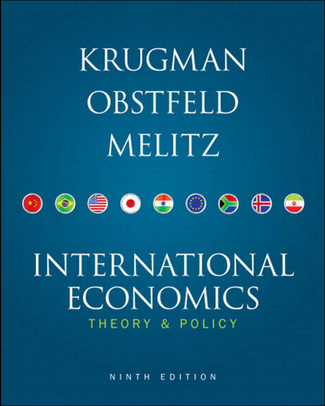 KRUGMAN
OBSTFELD
MELITZ
INTERNATIONAL
ECONOMICS
THEORY & POLICY
NINTH EDITION